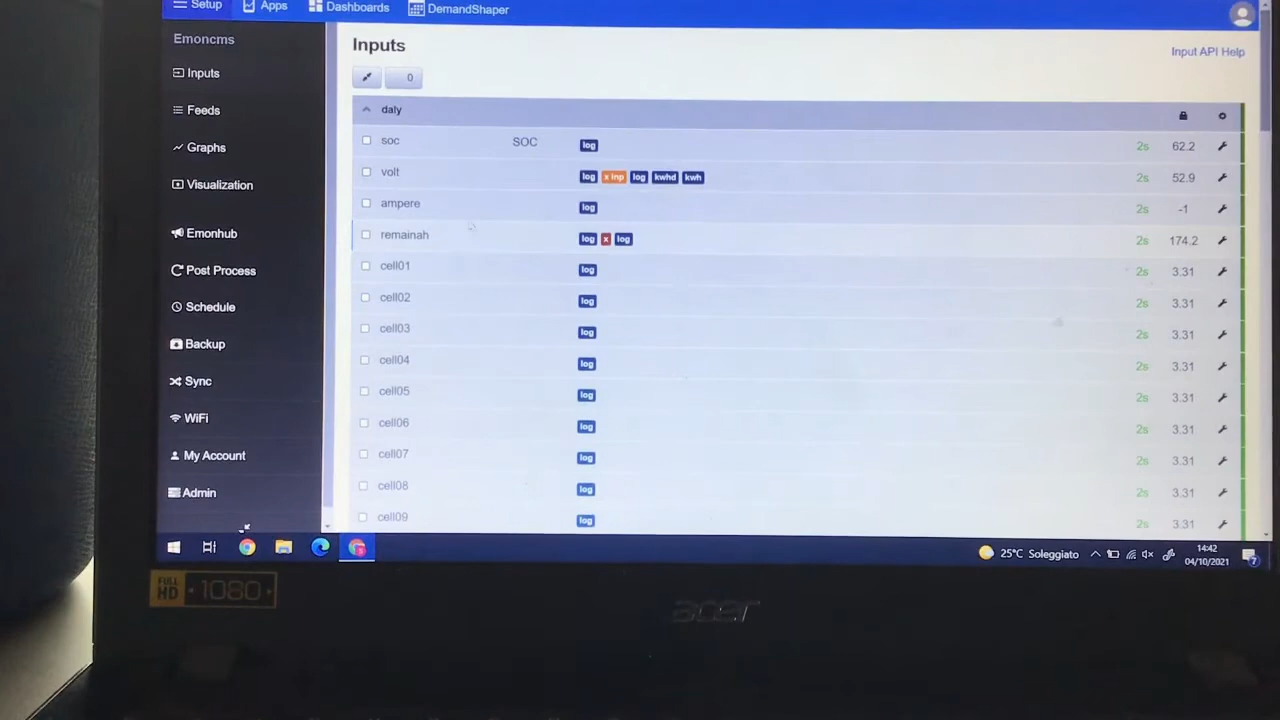 Setup Apps Dashboards DemandShaper
Emoncms
Inputs
Feeds
Graphs
Visualization
Emonhub
Post Process
Schedule
Backup
Sync
WiFi
My Account
Admin
Inputs
Input API Help
0
daly
soc SOC log 2s 62.2
volt log x inp log kwhd kwh 2s 52.9
ampere log 2s -1
remainah log x log 2s 174.2
cell01 log 2s 3.31
cell02 log 2s 3.31
cell03 log 2s 3.31
cell04 log 2s 3.31
cell05 log 2s 3.31
cell06 log 2s 3.31
cell07 log 2s 3.31
cell08 log 2s 3.31
cell09 log 2s 3.31
25°C Soleggiato
14:42
04/10/2021
7
FULL HD 1080
acer